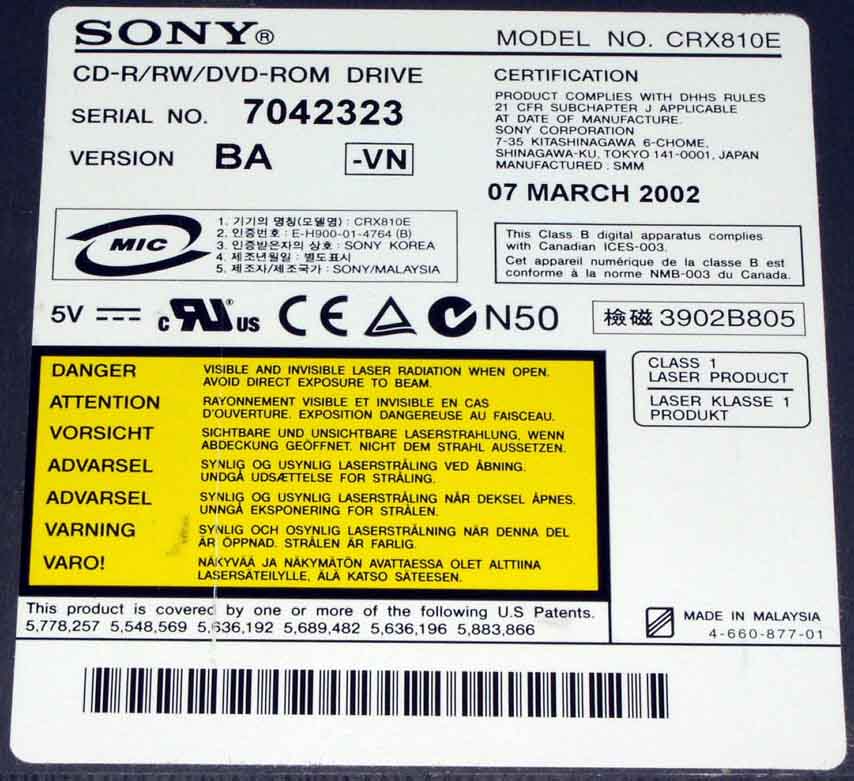 SONY®
MODEL NO. CRX810E
CD-R/RW/DVD-ROM DRIVE
SERIAL NO. 7042323
VERSION BA -VN
CERTIFICATION
PRODUCT COMPLIES WITH DHHS RULES
21 CFR SUBCHAPTER J APPLICABLE
AT DATE OF MANUFACTURE.
SONY CORPORATION
7-35 KITASHINAGAWA 6-CHOME,
SHINAGAWA-KU, TOKYO 141-0001, JAPAN
MANUFACTURED : SMM
07 MARCH 2002
MIC
1. 기기의 명칭(모델명) : CRX810E
2. 인증번호 : E-H900-01-4764 (B)
3. 인증받은자의 상호 : SONY KOREA
4. 제조년월일 : 별도표시
5. 제조자/제조국가 : SONY/MALAYSIA
This Class B digital apparatus complies
with Canadian ICES-003.
Cet appareil numérique de la classe B est
conforme à la norme NMB-003 du Canada.
5V
c RU® US
CE
N50
檢磁 3902B805
DANGER
VISIBLE AND INVISIBLE LASER RADIATION WHEN OPEN.
AVOID DIRECT EXPOSURE TO BEAM.
ATTENTION
RAYONNEMENT VISIBLE ET INVISIBLE EN CAS
D'OUVERTURE. EXPOSITION DANGEREUSE AU FAISCEAU.
VORSICHT
SICHTBARE UND UNSICHTBARE LASERSTRAHLUNG, WENN
ABDECKUNG GEÖFFNET. NICHT DEM STRAHL AUSSETZEN.
ADVARSEL
SYNLIG OG USYNLIG LASERSTRÅLING VED ÅBNING.
UNDGÅ UDSÆTTELSE FOR STRÅLING.
ADVARSEL
SYNLIG OG USYNLIG LASERSTRÅLING NÅR DEKSEL ÅPNES.
UNNGÅ EKSPONERING FOR STRÅLEN.
VARNING
SYNLIG OCH OSYNLIG LASERSTRÅLNING NÄR DENNA DEL
ÄR ÖPPNAD. STRÅLEN ÄR FARLIG.
VARO!
NÄKYVÄÄ JA NÄKYMÄTÖN AVATTAESSA OLET ALTTIINA
LASERSÄTEILYLLE, ÄLÄ KATSO SÄTEESEN.
CLASS 1
LASER PRODUCT
LASER KLASSE 1
PRODUKT
This product is covered by one or more of the following U.S Patents.
5,778,257 5,548,569 5,636,192 5,689,482 5,636,196 5,883,866
MADE IN MALAYSIA
4-660-877-01